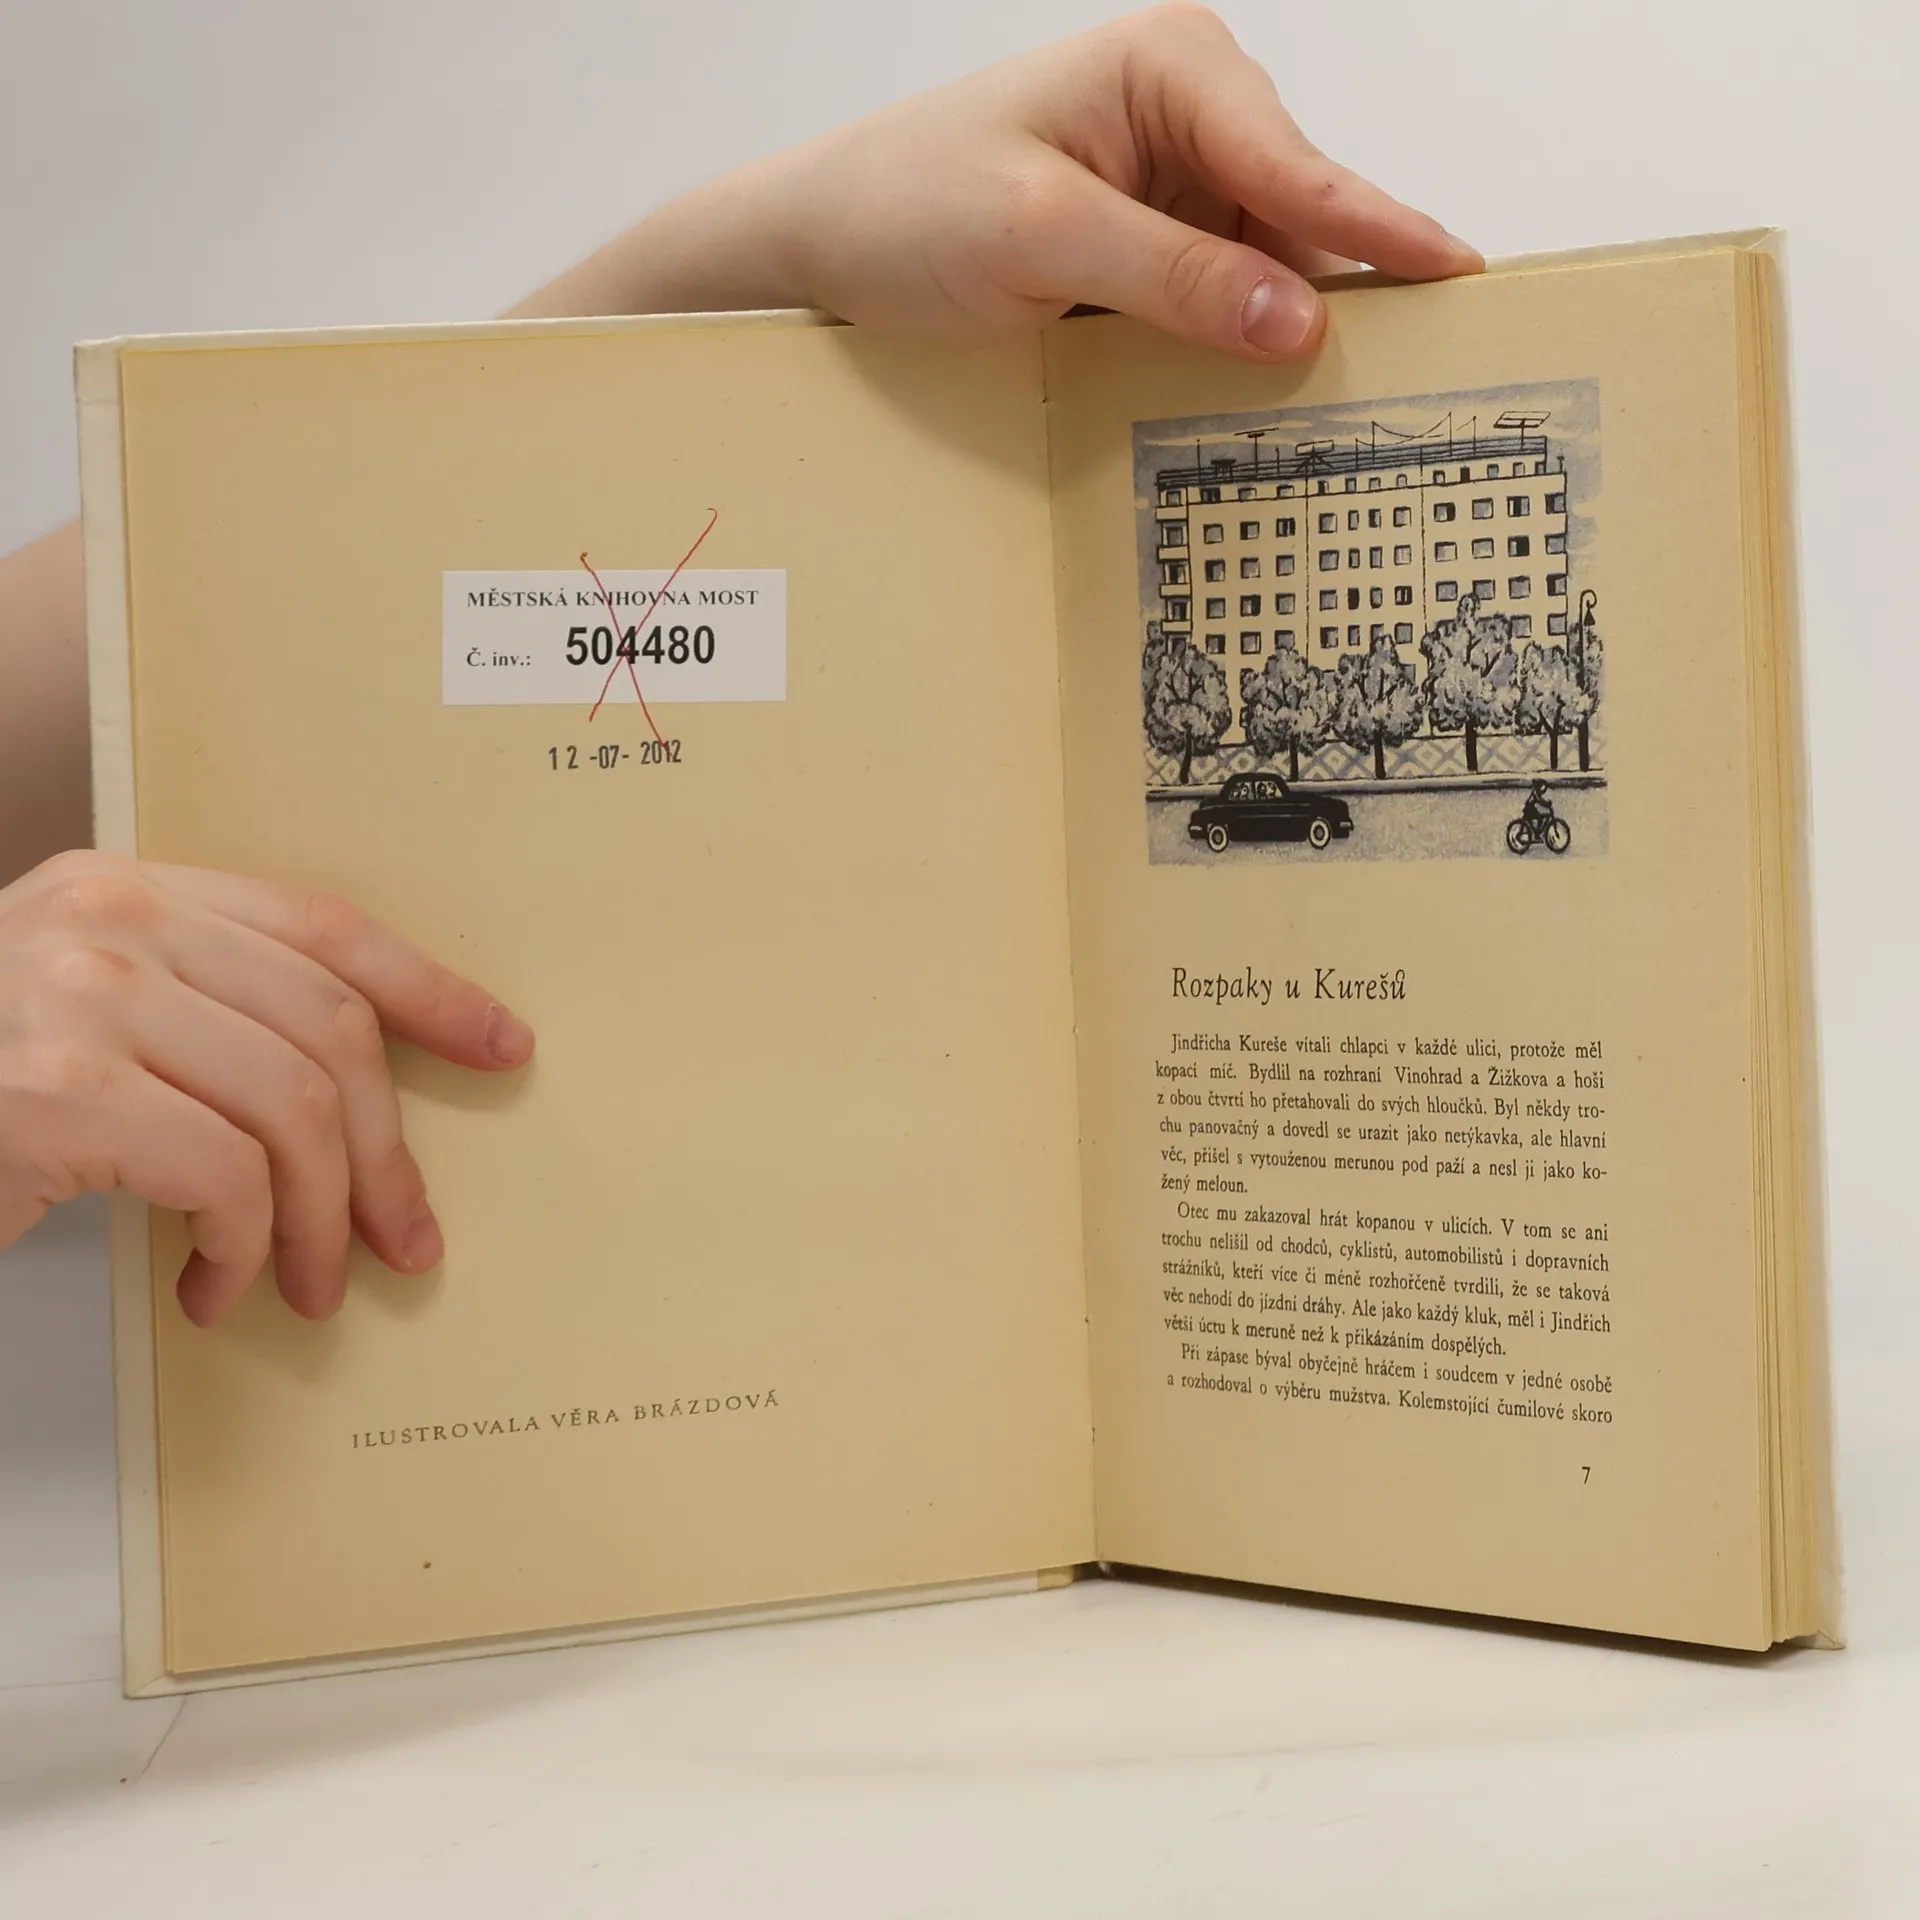 MĚSTSKÁ KNIHOVNA MOST
Č. inv.: 504480
12 -07- 2012
ILUSTROVALA VĚRA BRÁZDOVÁ
Rozpaky u Kurešů
Jindřicha Kureše vítali chlapci v každé ulici, protože měl
kopací míč. Bydlil na rozhraní Vinohrad a Žižkova a hoši
z obou čtvrtí ho přetahovali do svých hloučků. Byl někdy tro-
chu panovačný a dovedl se urazit jako netýkavka, ale hlavní
věc, přišel s vytouženou merunou pod paží a nesl ji jako ko-
žený meloun.
Otec mu zakazoval hrát kopanou v ulicích. V tom se ani
trochu nelišil od chodců, cyklistů, automobilistů i dopravních
strážníků, kteří více či méně rozhořčeně tvrdili, že se taková
věc nehodí do jízdní dráhy. Ale jako každý kluk, měl i Jindřich
větší úctu k meruně než k přikázáním dospělých.
Při zápase býval obyčejně hráčem i soudcem v jedné osobě
a rozhodoval o výběru mužstva. Kolemstojící čumilové skoro
7